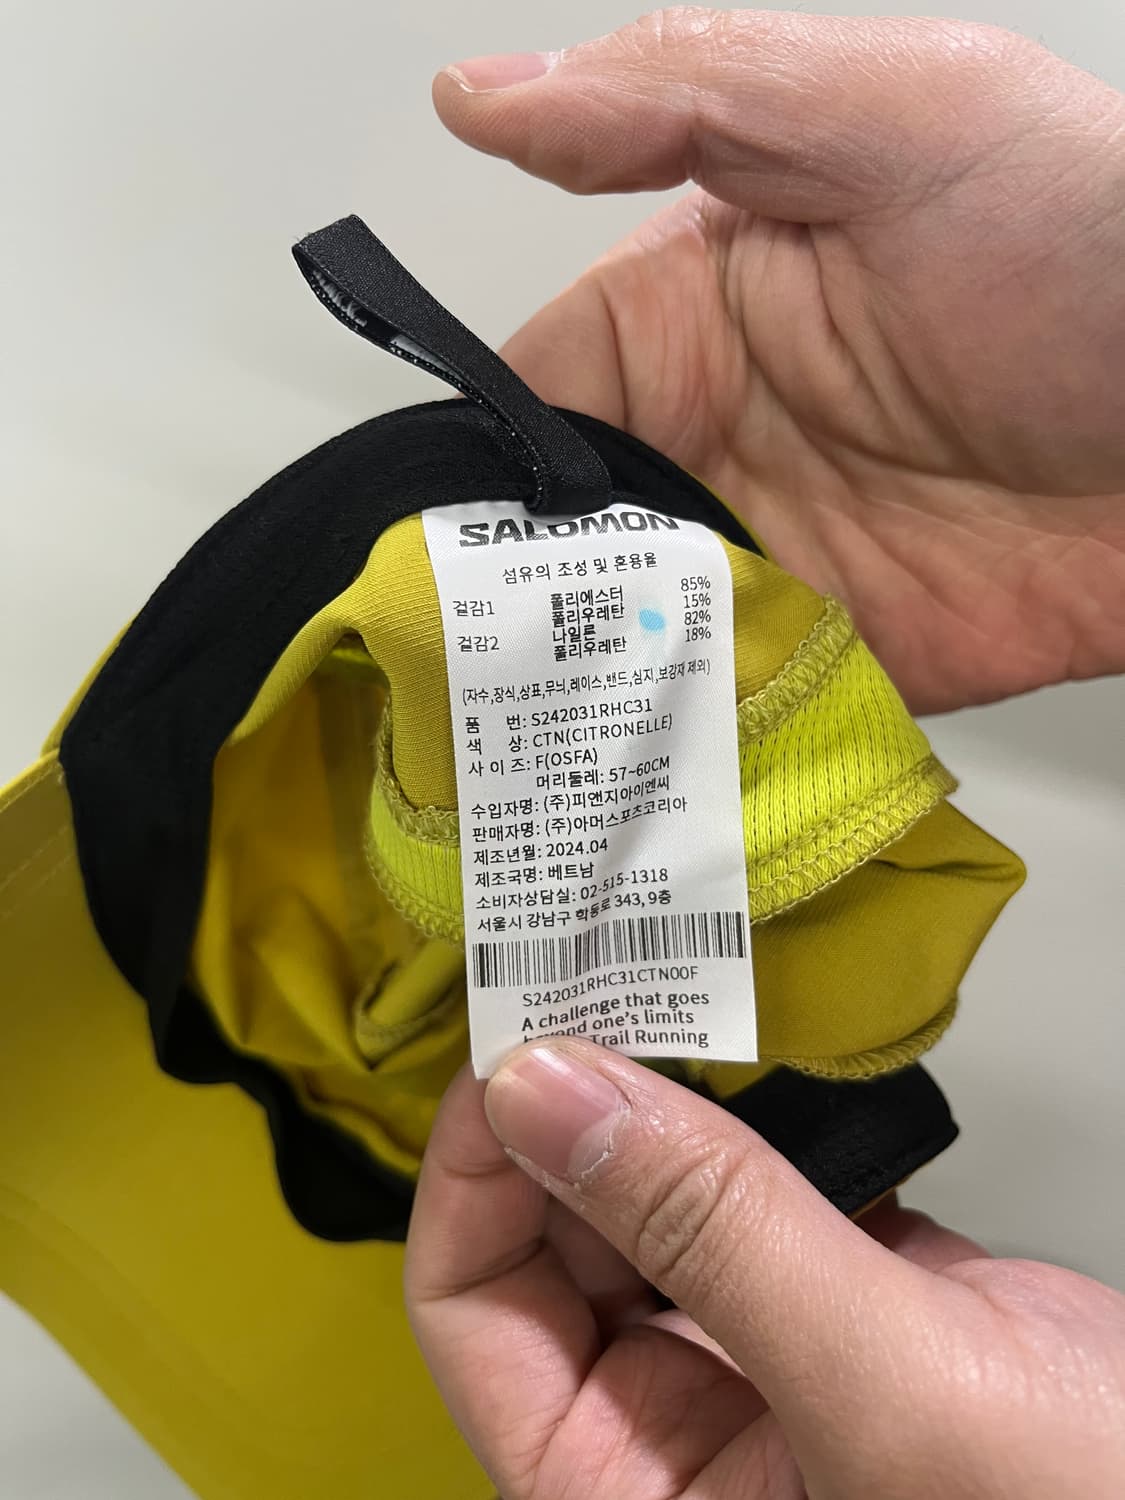 SALOMON
섬유의 조성 및 혼용율
겉감1 폴리에스터 85%
폴리우레탄 15%
겉감2 나일론 82%
폴리우레탄 18%
(자수,장식,상표,무늬,레이스,밴드,심지,보강재 제외)
품 번: S242031RHC31
색 상: CTN(CITRONELLE)
사 이 즈: F(OSFA)
머리둘레: 57~60CM
수입자명: (주)피앤지아이엔씨
판매자명: (주)아머스포츠코리아
제조년월: 2024.04
제조국명: 베트남
소비자상담실: 02-515-1318
서울시 강남구 학동로 343, 9층
S242031RHC31CTN00F
A challenge that goes
beyond one's limits
Trail Running